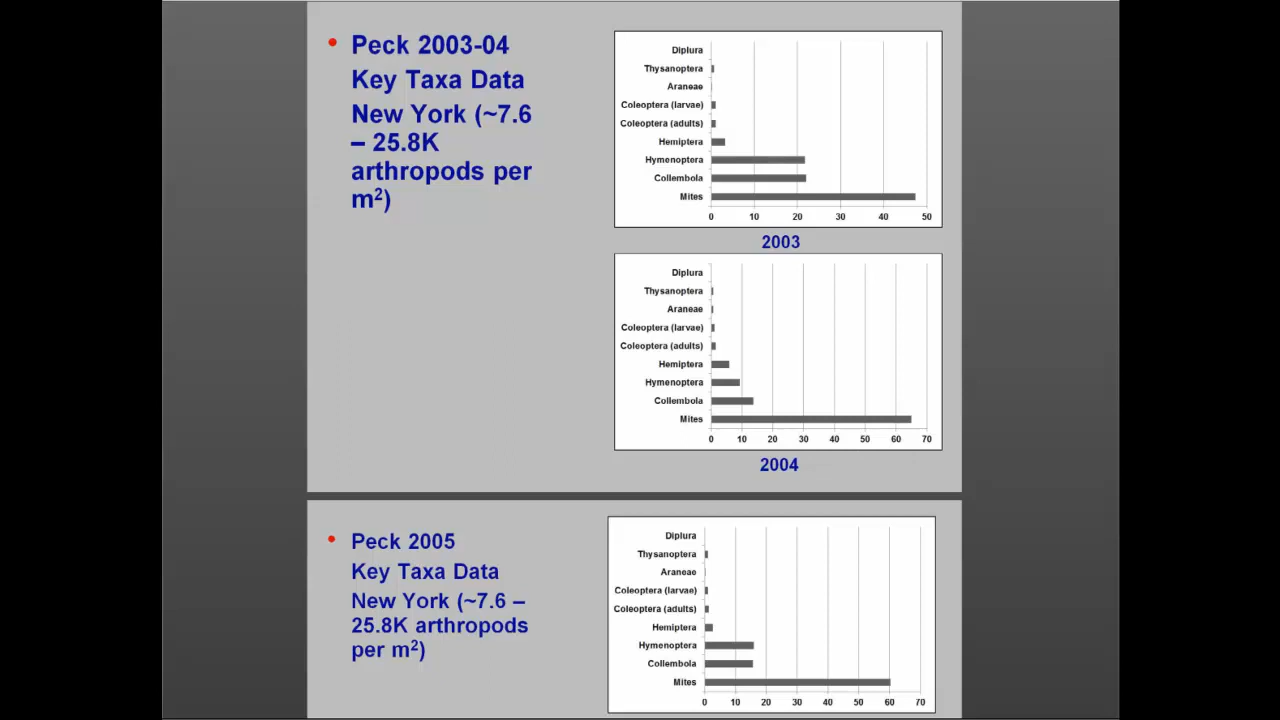 • Peck 2003-04
Key Taxa Data
New York (~7.6
– 25.8K
arthropods per
m²)
Diplura
Thysanoptera
Araneae
Coleoptera (larvae)
Coleoptera (adults)
Hemiptera
Hymenoptera
Collembola
Mites
0 10 20 30 40 50
2003
Diplura
Thysanoptera
Araneae
Coleoptera (larvae)
Coleoptera (adults)
Hemiptera
Hymenoptera
Collembola
Mites
0 10 20 30 40 50 60 70
2004
• Peck 2005
Key Taxa Data
New York (~7.6 –
25.8K arthropods
per m²)
Diplura
Thysanoptera
Araneae
Coleoptera (larvae)
Coleoptera (adults)
Hemiptera
Hymenoptera
Collembola
Mites
0 10 20 30 40 50 60 70